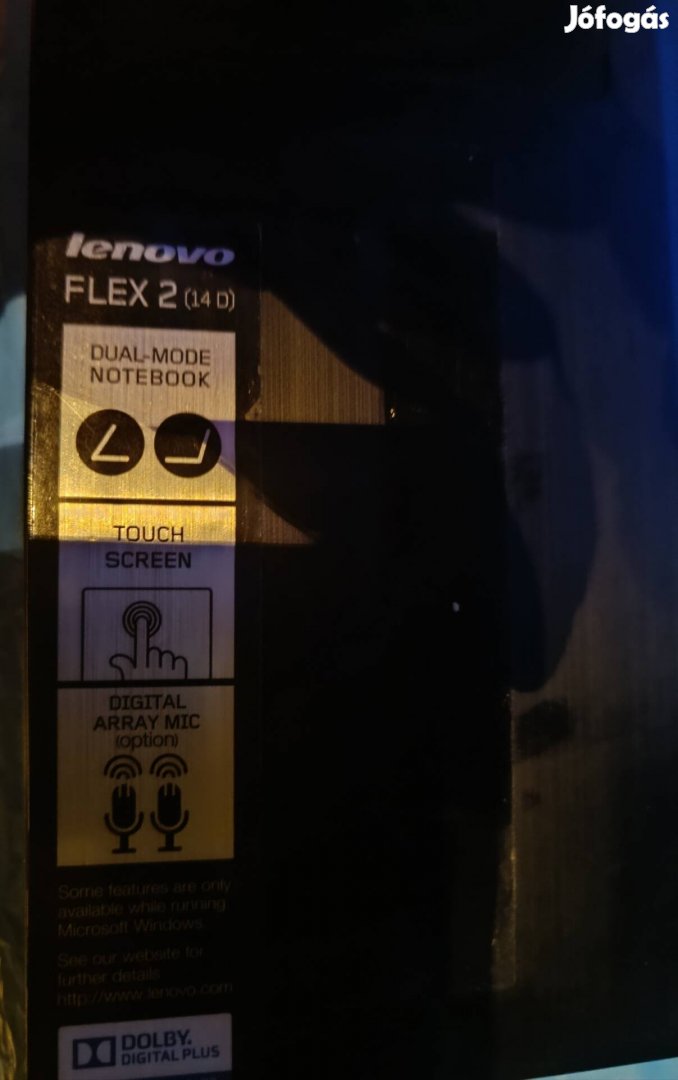 Jófogás
lenovo
FLEX 2 (14 D)
DUAL-MODE
NOTEBOOK
TOUCH
SCREEN
DIGITAL
ARRAY MIC
(option)
Some features are only
available while running
Microsoft Windows.
See our website for
further details
http://www.lenovo.com
DOLBY.
DIGITAL PLUS